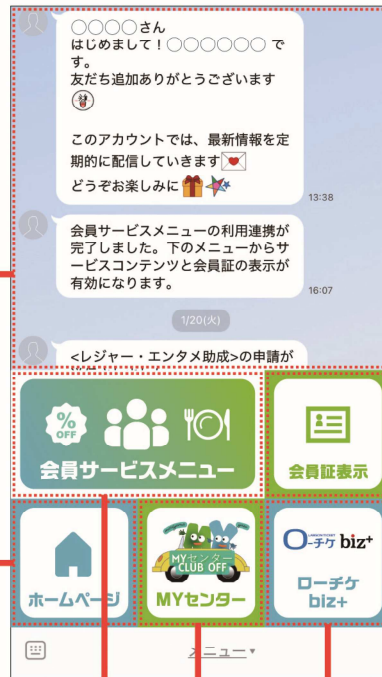 ○○○○さん
はじめまして！○○○○○○ で
す。
友だち追加ありがとうございます
このアカウントでは、最新情報を定
期的に配信していきます
どうぞお楽しみに
13:38
会員サービスメニューの利用連携が
完了しました。下のメニューからサ
ービスコンテンツと会員証の表示が
有効になります。
16:07
1/20(火)
<レジャー・エンタメ助成>の申請が
%
OFF
会員サービスメニュー
会員証表示
ホームページ
MYセンター
CLUB OFF
MYセンター
LAWSON TICKET
ローチケ biz+
ローチケ
biz+
メニュー▼